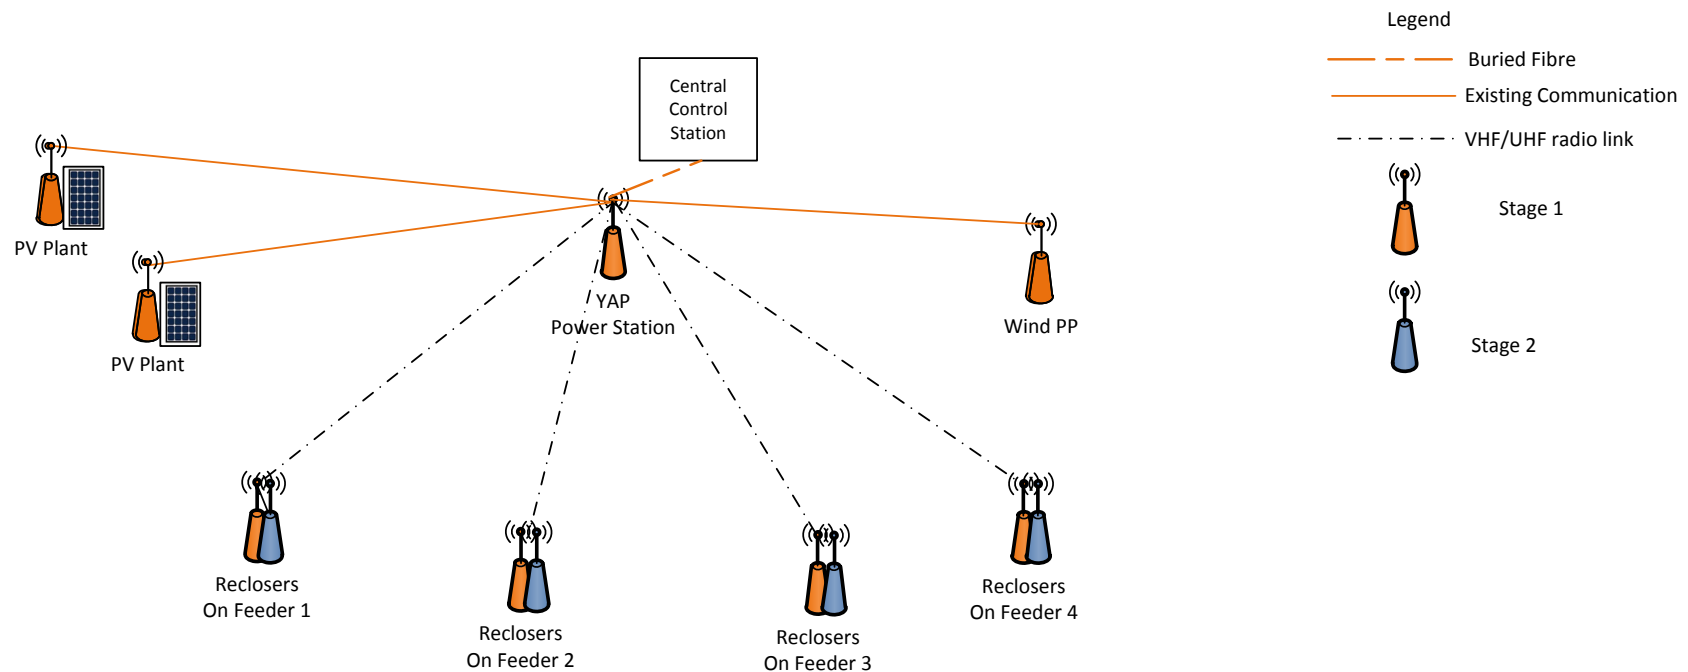 Legend
Buried Fibre
Existing Communication
VHF/UHF radio link
Stage 1
Stage 2
Central
Control
Station
PV Plant
PV Plant
YAP
Power Station
Wind PP
Reclosers
On Feeder 1
Reclosers
On Feeder 2
Reclosers
On Feeder 3
Reclosers
On Feeder 4